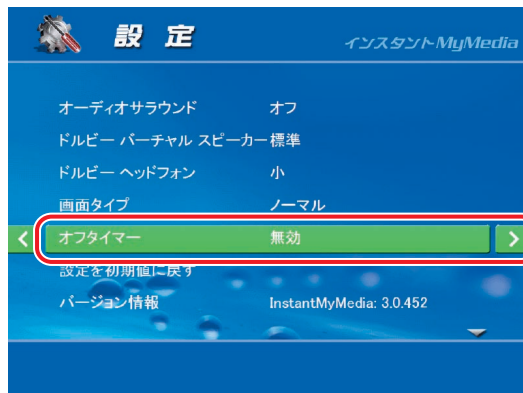 設定
インスタントMyMedia
オーディオサラウンド オフ
ドルビー バーチャル スピーカー 標準
ドルビー ヘッドフォン 小
画面タイプ ノーマル
オフタイマー 無効
設定を初期値に戻す
バージョン情報 InstantMyMedia: 3.0.452